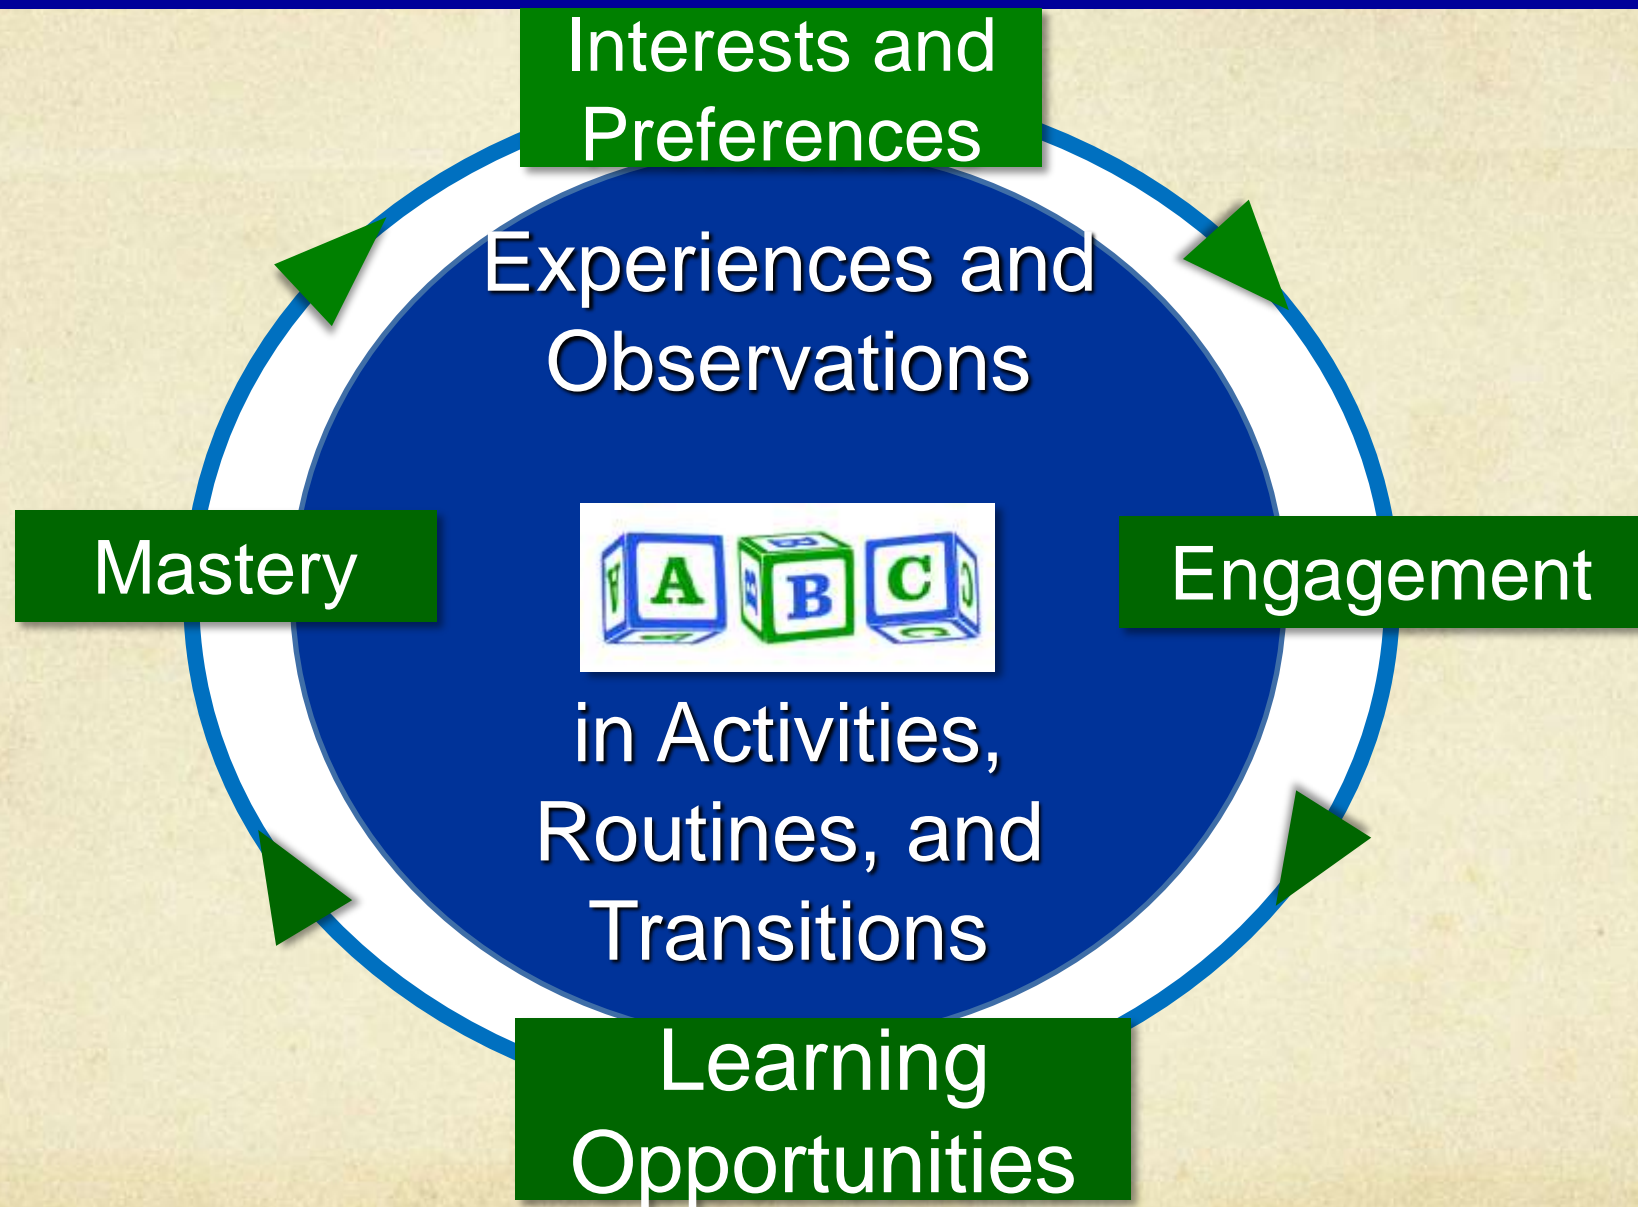 Interests and
Preferences
Experiences and
Observations
Mastery
A B C
Engagement
in Activities,
Routines, and
Transitions
Learning
Opportunities